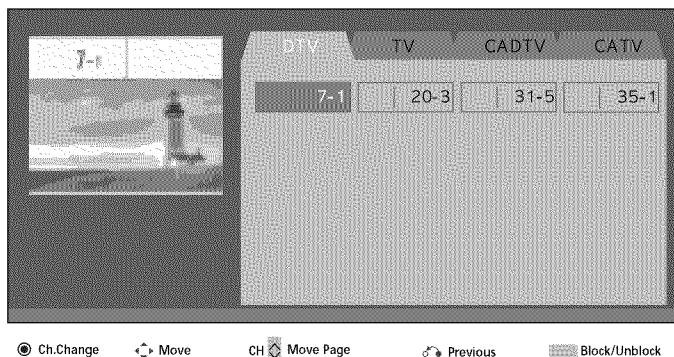 7-1
DTV TV CADTV CATV
7-1 20-3 31-5 35-1
Ch.Change Move CH Move Page Previous Block/Unblock